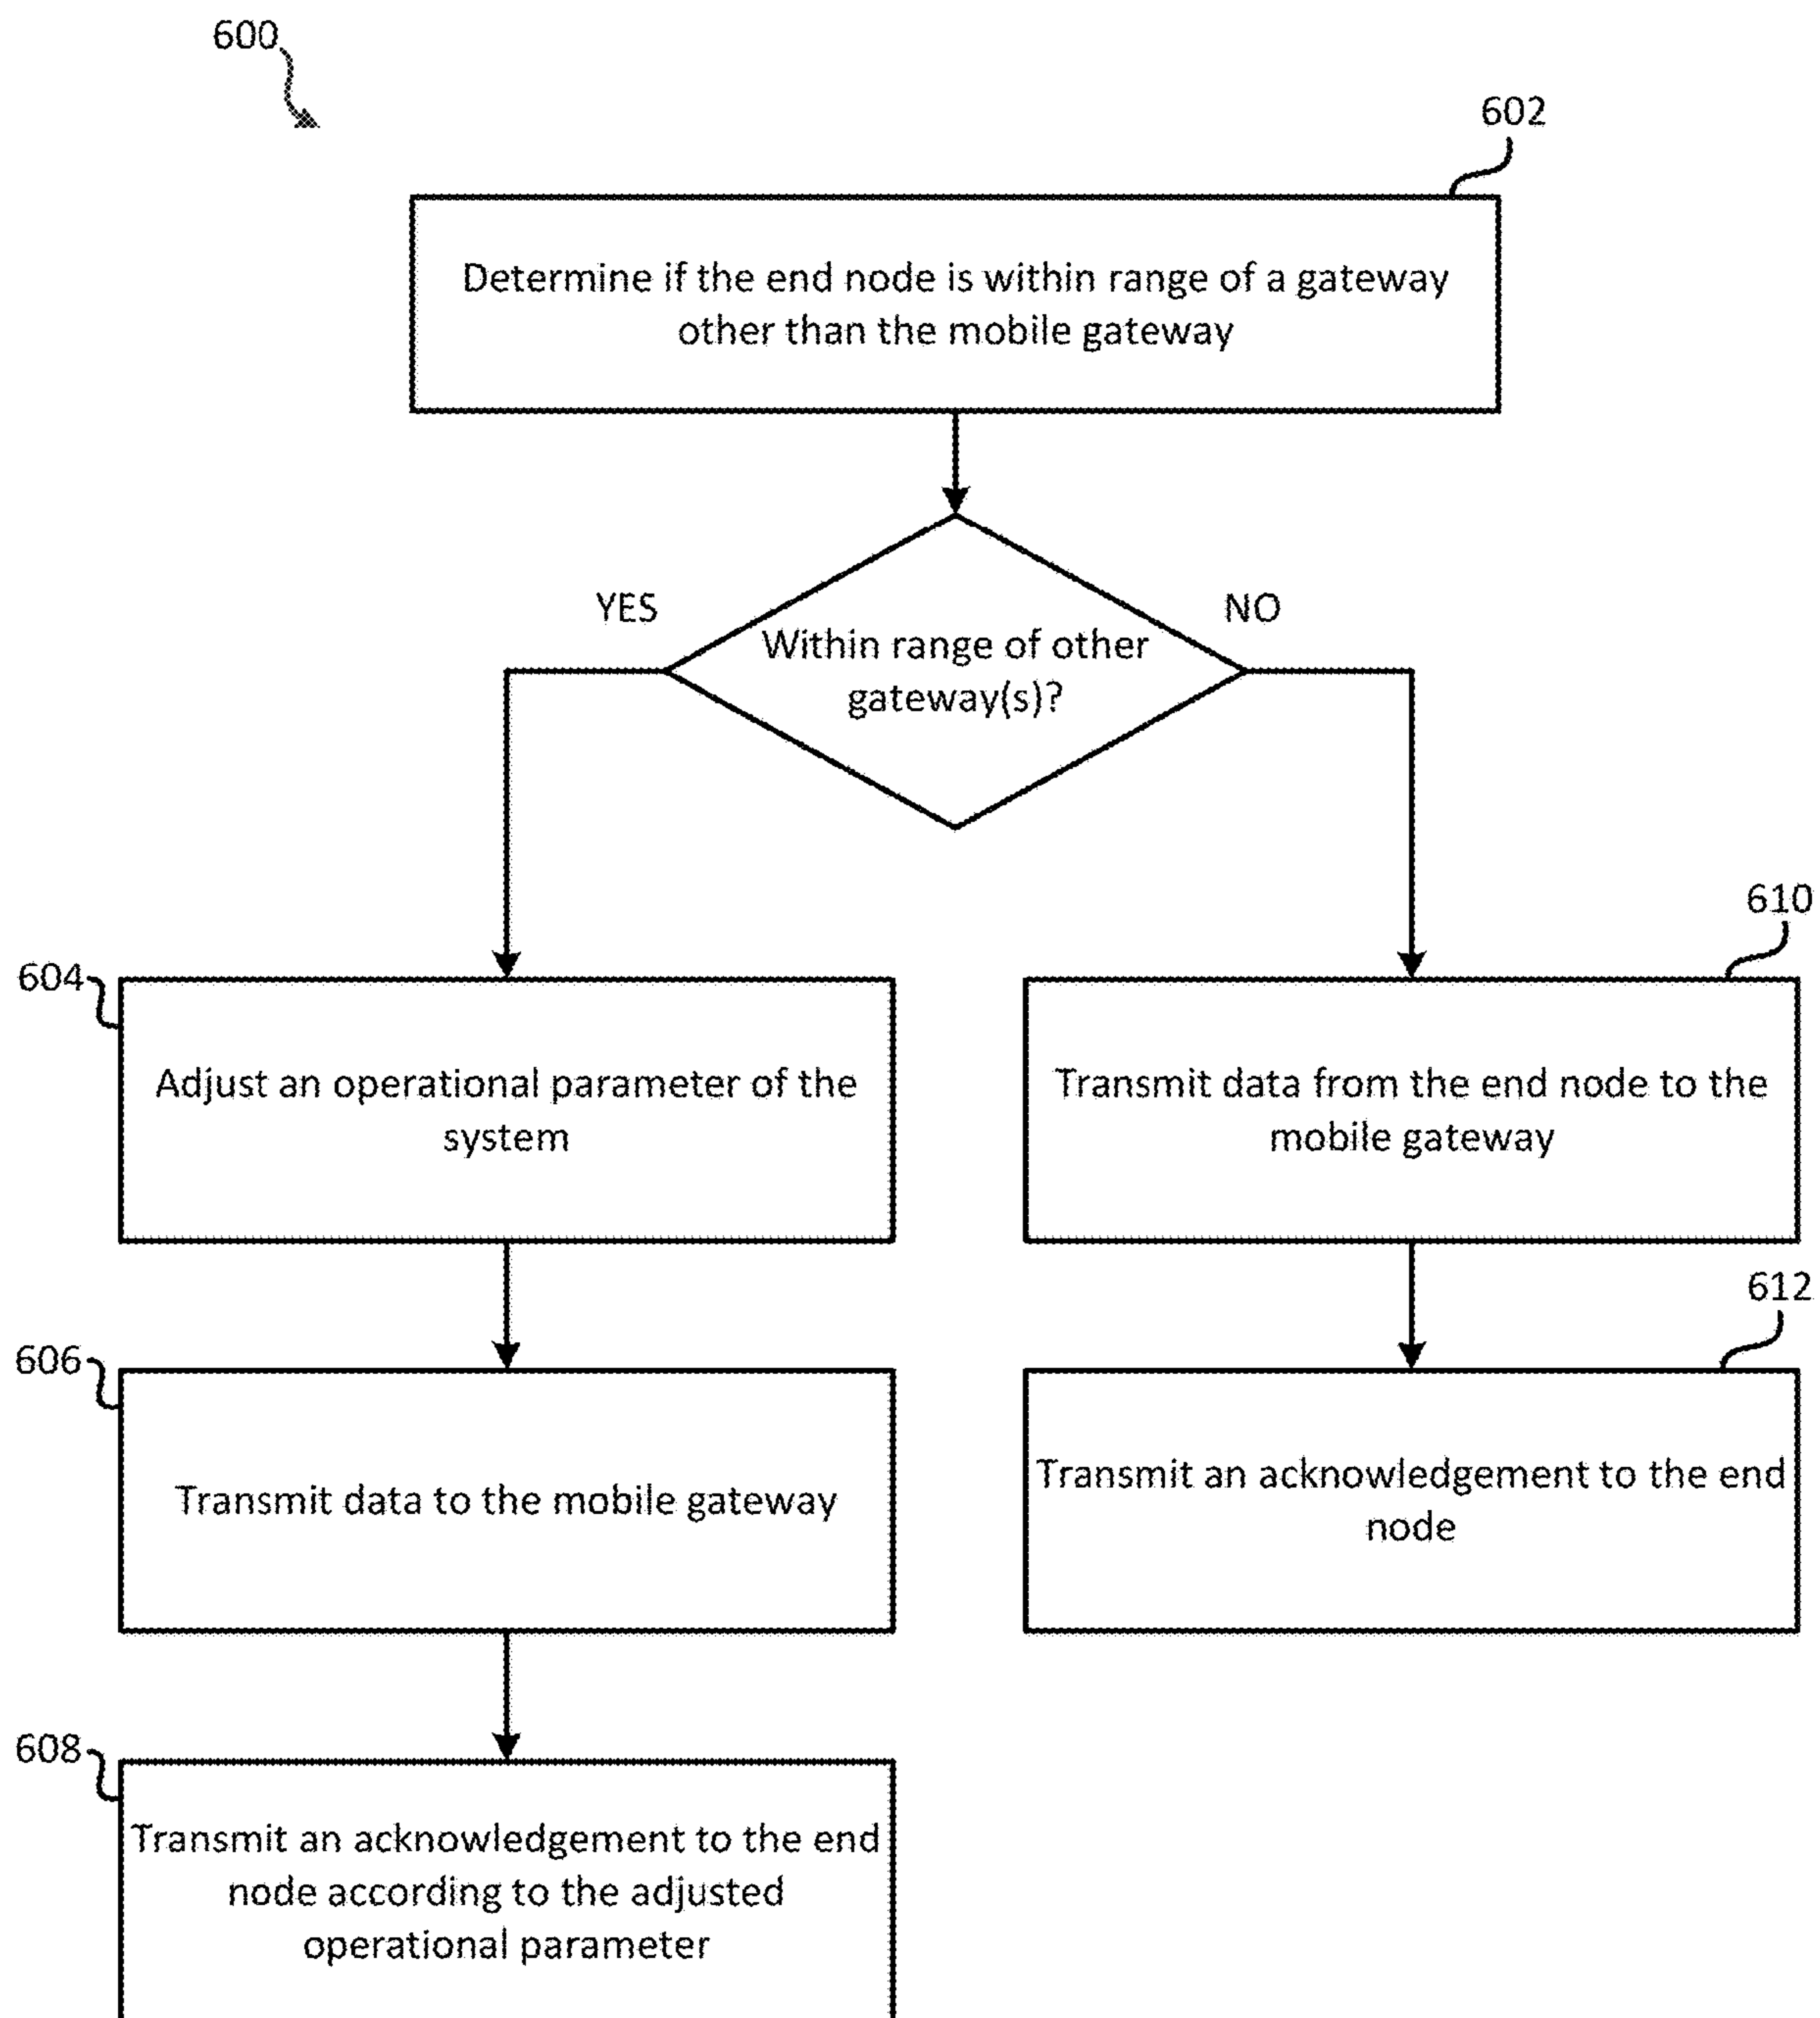 600
602
Determine if the end node is within range of a gateway
other than the mobile gateway
YES
NO
Within range of other
gateway(s)?
604
Adjust an operational parameter of the
system
610
Transmit data from the end node to the
mobile gateway
606
Transmit data to the mobile gateway
612
Transmit an acknowledgement to the end
node
608
Transmit an acknowledgement to the end
node according to the adjusted
operational parameter